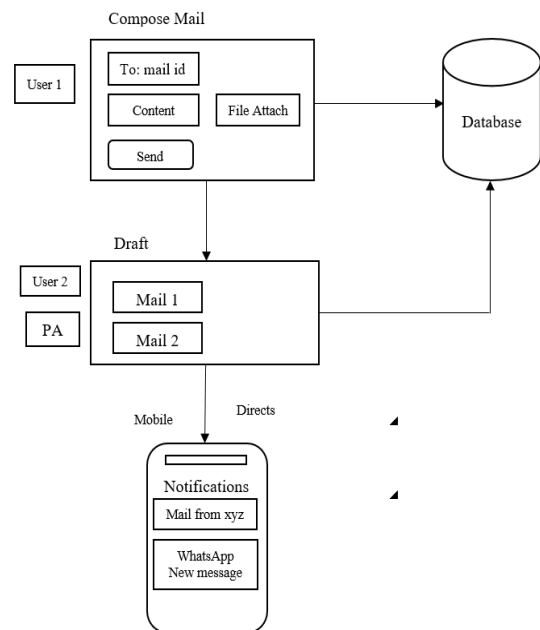 Compose Mail
User 1
To: mail id
Content
File Attach
Send
Database
Draft
User 2
PA
Mail 1
Mail 2
Mobile
Directs
Notifications
Mail from xyz
WhatsApp
New message